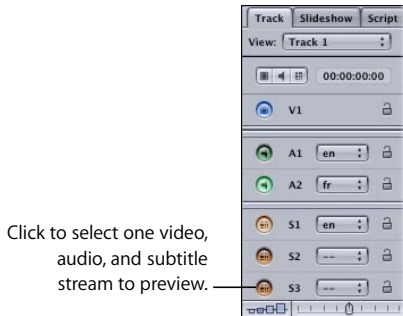 Track Slideshow Script
View: Track 1
00:00:00:00
V1
A1 en
A2 fr
S1 en
S2 --
S3 --
Click to select one video,
audio, and subtitle
stream to preview.